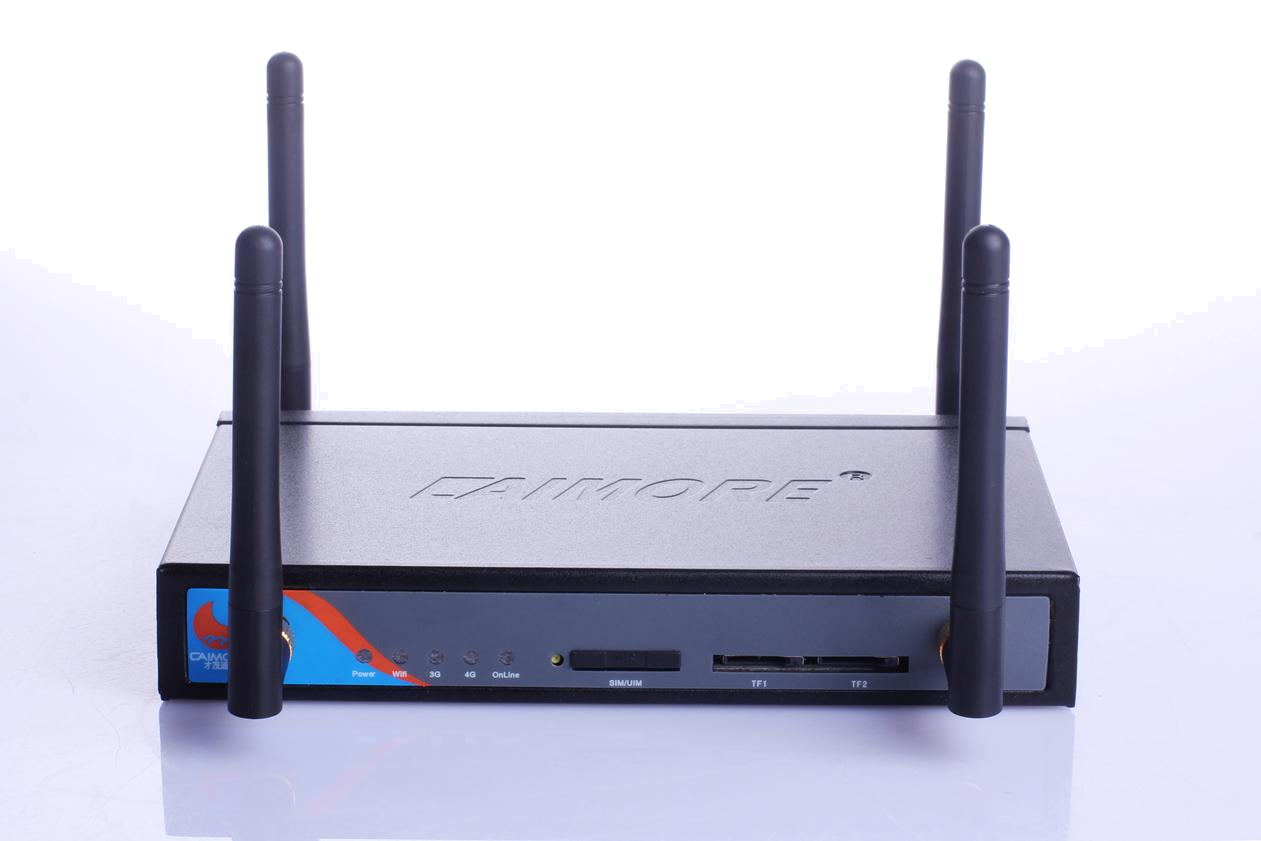 CAIMORE®
Power
Wifi
3G
4G
OnLine
SIM/UIM
TF1
TF2